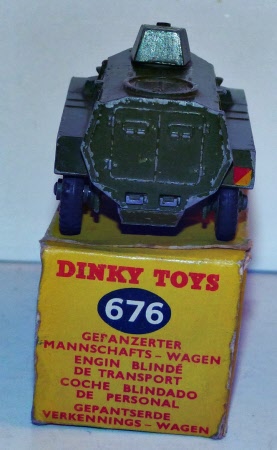 DINKY TOYS
676
GEPANZERTER
MANNSCHAFTS - WAGEN
ENGIN BLINDÉ
DE TRANSPORT
COCHE BLINDADO
DE PERSONAL
GEPANTSERDE
VERKENNINGS - WAGEN